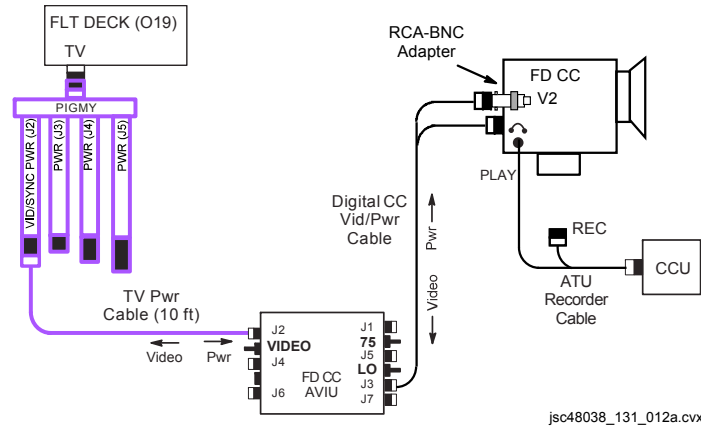 FLT DECK (O19)
TV
PIGMY
VID/SYNC PWR (J2)
PWR (J3)
PWR (J4)
PWR (J5)
RCA-BNC
Adapter
FD CC
V2
PLAY
Digital CC
Vid/Pwr
Cable
Pwr
Video
REC
CCU
ATU
Recorder
Cable
TV Pwr
Cable (10 ft)
Video
Pwr
J2
VIDEO
J4
J6
FD CC
AVIU
J1
75
J5
LO
J3
J7
jsc48038_131_012a.cvx